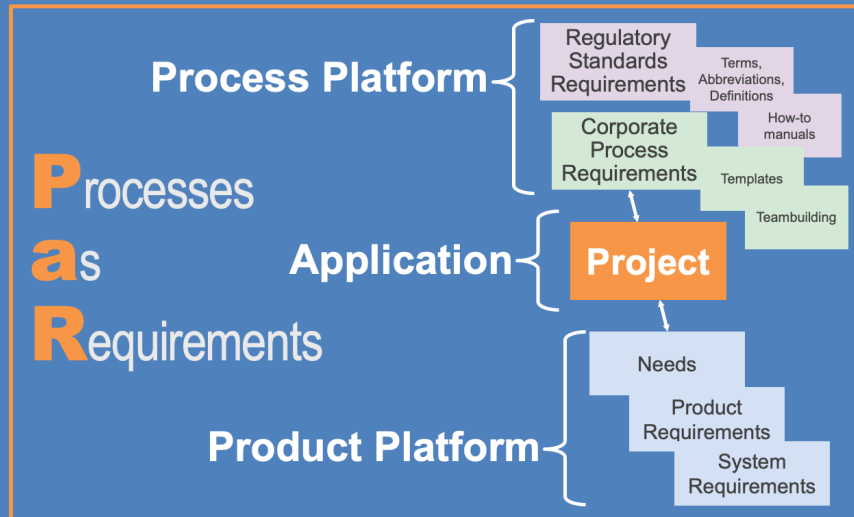 Process Platform
Regulatory
Standards
Requirements
Terms,
Abbreviations,
Definitions
How-to
manuals
Corporate
Process
Requirements
Templates
Teambuilding
Processes
as
Requirements
Application
Project
Product Platform
Needs
Product
Requirements
System
Requirements